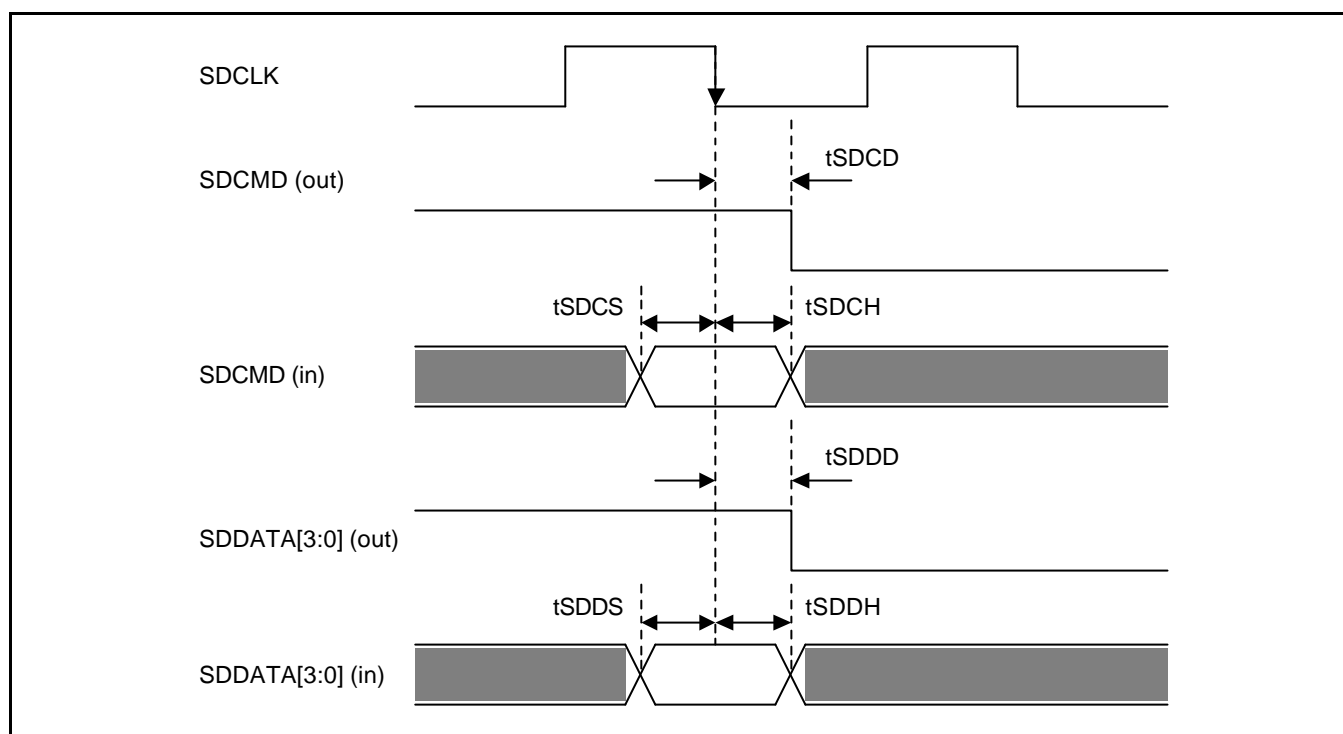 SDCLK
tSDCD
SDCMD (out)
tSDCS
tSDCH
SDCMD (in)
tSDDD
SDDATA[3:0] (out)
tSDDS
tSDDH
SDDATA[3:0] (in)